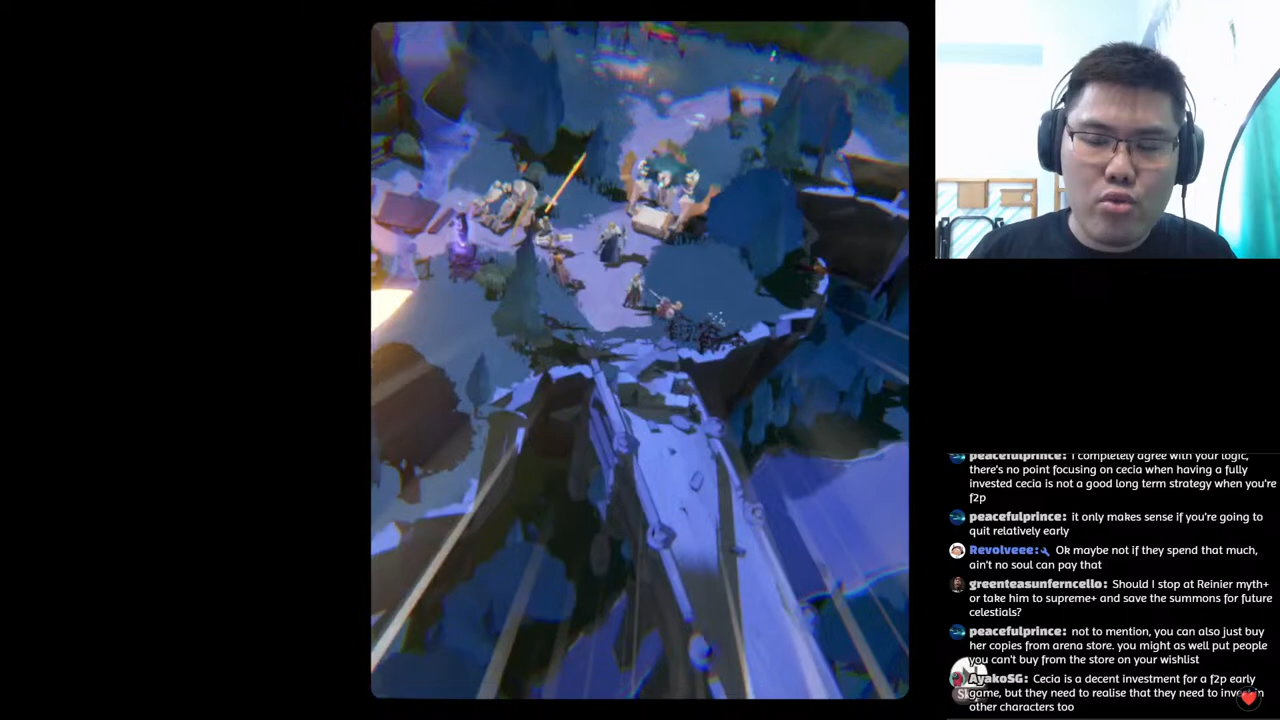 peacefulprince: I completely agree with your logic,
there's no point focusing on cecia when having a fully
invested cecia is not a good long term strategy when you're
f2p
peacefulprince: it only makes sense if you're going to
quit relatively early
Revolveee: Ok maybe not if they spend that much,
ain't no soul can pay that
greenteasunferncello: Should I stop at Reinier myth+
or take him to supreme+ and save the summons for future
celestials?
peacefulprince: not to mention, you can also just buy
her copies from arena store. you might as well put people
you can't buy from the store on your wishlist
AyakoSG: Cecia is a decent investment for a f2p early
game, but they need to realise that they need to invest in
other characters too